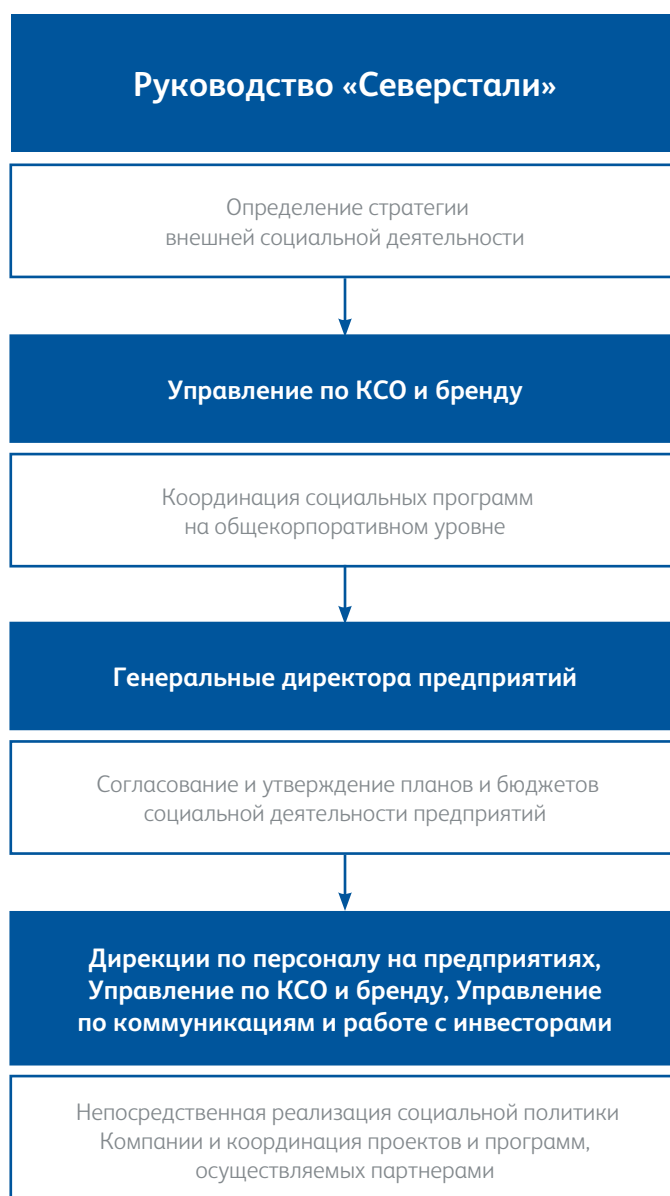 Руководство «Северстали»
Определение стратегии
внешней социальной деятельности
Управление по КСО и бренду
Координация социальных программ
на общекорпоративном уровне
Генеральные директора предприятий
Согласование и утверждение планов и бюджетов
социальной деятельности предприятий
Дирекции по персоналу на предприятиях,
Управление по КСО и бренду, Управление
по коммуникациям и работе с инвесторами
Непосредственная реализация социальной политики
Компании и координация проектов и программ,
осуществляемых партнерами